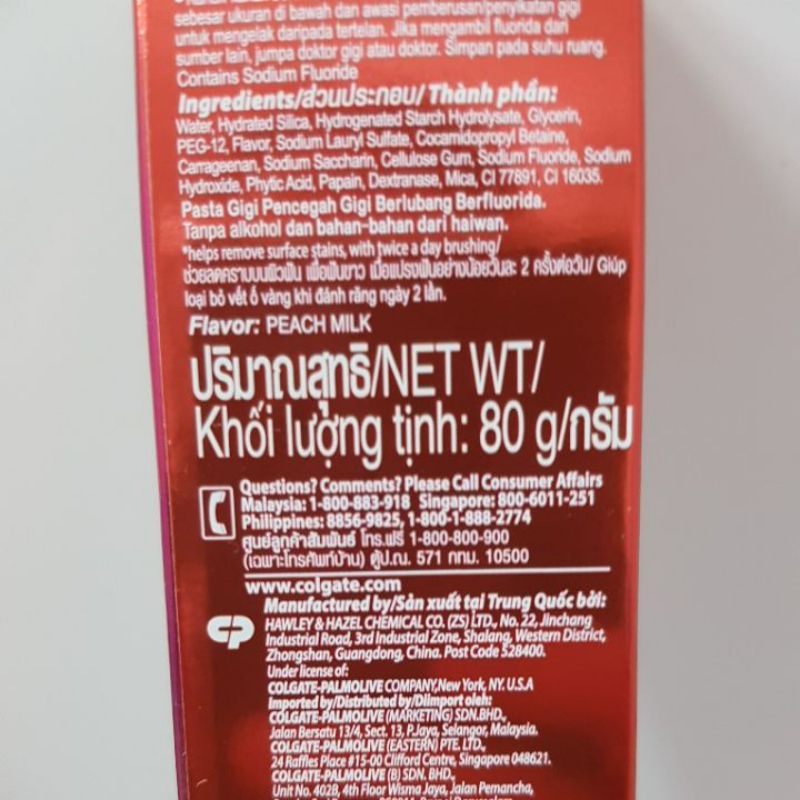 sebesar ukuran di bawah dan awasi pemberusan/penyikatan gigi
untuk mengelak daripada tertelan. Jika mengambil fluorida dari
sumber lain, jumpa doktor gigi atau doktor. Simpan pada suhu ruang.
Contains Sodium Fluoride
Ingredients/ส่วนประกอบ/ Thành phần:
Water, Hydrated Silica, Hydrogenated Starch Hydrolysate, Glycerin,
PEG-12, Flavor, Sodium Lauryl Sulfate, Cocamidopropyl Betaine,
Carrageenan, Sodium Saccharin, Cellulose Gum, Sodium Fluoride, Sodium
Hydroxide, Phytic Acid, Papain, Dextranase, Mica, CI 77891, CI 16035.
Pasta Gigi Pencegah Gigi Berlubang Berfluorida.
Tanpa alkohol dan bahan-bahan dari haiwan.
*helps remove surface stains, with twice a day brushing/
ช่วยลดคราบบนผิวฟัน เพื่อฟันขาว เมื่อแปรงฟันอย่างน้อยวันละ 2 ครั้งต่อวัน/ Giúp
loại bỏ vết ố vàng khi đánh răng ngày 2 lần.
Flavor: PEACH MILK
ปริมาณสุทธิ/NET WT/
Khối lượng tịnh: 80 g/กรัม
Questions? Comments? Please Call Consumer Affairs
Malaysia: 1-800-883-918 Singapore: 800-6011-251
Philippines: 8856-9825, 1-800-1-888-2774
ศูนย์ลูกค้าสัมพันธ์ โทร.ฟรี 1-800-800-900
(เฉพาะโทรศัพท์บ้าน) ตู้ป.ณ. 571 กทม. 10500
www.colgate.com
CP
Manufactured by/Sản xuất tại Trung Quốc bởi:
HAWLEY & HAZEL CHEMICAL CO. (ZS) LTD., No. 22, Jinchang
Industrial Road, 3rd Industrial Zone, Shalang, Western District,
Zhongshan, Guangdong, China. Post Code 528400.
Under license of:
COLGATE-PALMOLIVE COMPANY,New York, NY. U.S.A
Imported by/Distributed by/Diimport oleh:
COLGATE-PALMOLIVE (MARKETING) SDN.BHD.,
Jalan Bersatu 13/4, Sect. 13, P.Jaya, Selangor, Malaysia.
COLGATE-PALMOLIVE (EASTERN) PTE. LTD.,
24 Raffles Place #15-00 Clifford Centre, Singapore 048621.
COLGATE-PALMOLIVE (B) SDN. BHD.,
Unit No. 402B, 4th Floor Wisma Jaya, Jalan Pemancha,